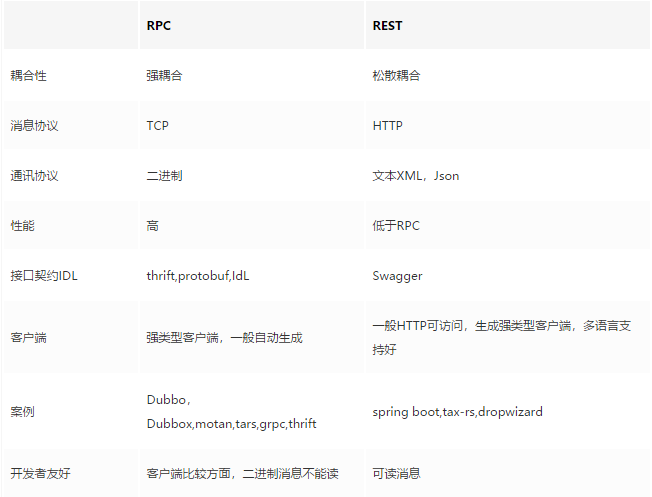 RPC REST
耦合性 强耦合 松散耦合
消息协议 TCP HTTP
通讯协议 二进制 文本XML，Json
性能 高 低于RPC
接口契约IDL thrift,protobuf,IdL Swagger
客户端 强类型客户端，一般自动生成 一般HTTP可访问，生成强类型客户端，多语言支
持好
案例 Dubbo，
Dubbox,motan,tars,grpc,thrift spring boot,tax-rs,dropwizard
开发者友好 客户端比较方面，二进制消息不能读 可读消息